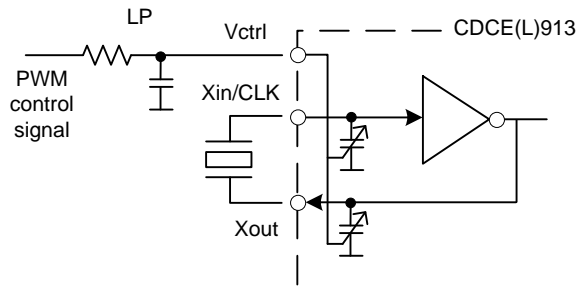 LP
Vctrl
CDCE(L)913
PWM
control
signal
Xin/CLK
Xout